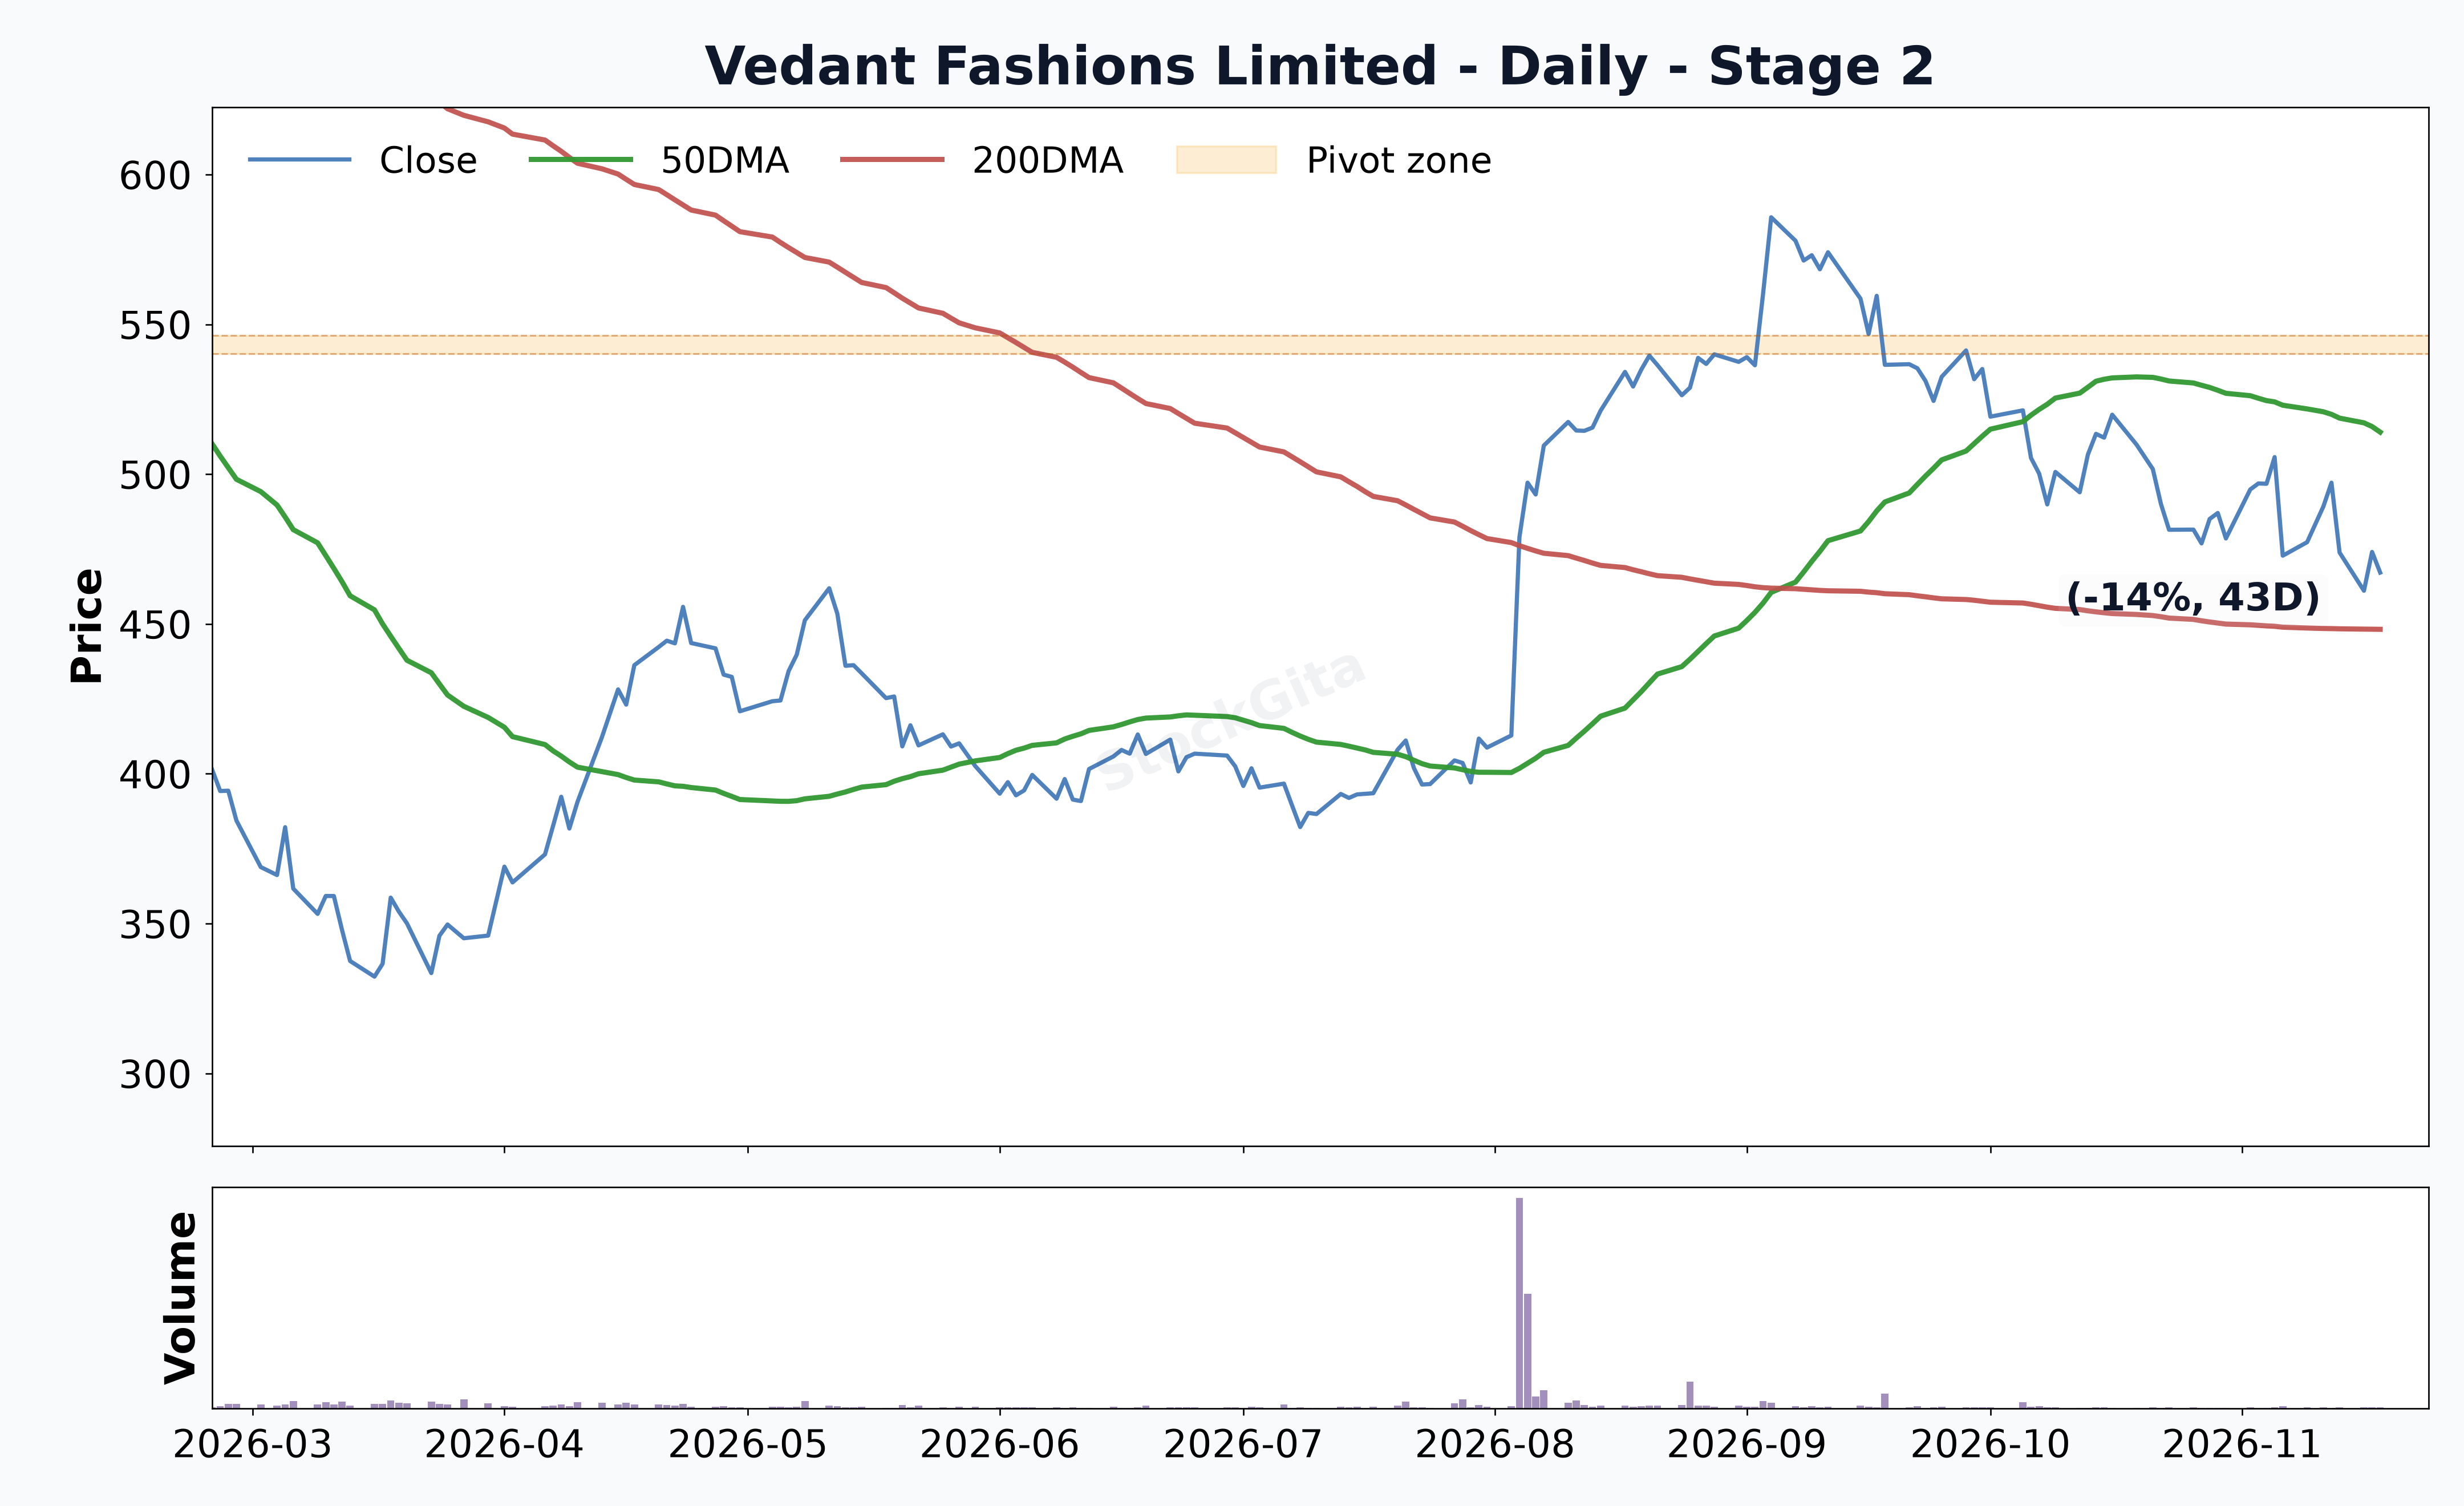 Vedant Fashions Limited - Daily - Stage 2
Close 50DMA 200DMA Pivot zone
Price
600
550
500
450
400
350
300
(-14%, 43D)
StockGita
Volume
2026-03 2026-04 2026-05 2026-06 2026-07 2026-08 2026-09 2026-10 2026-11